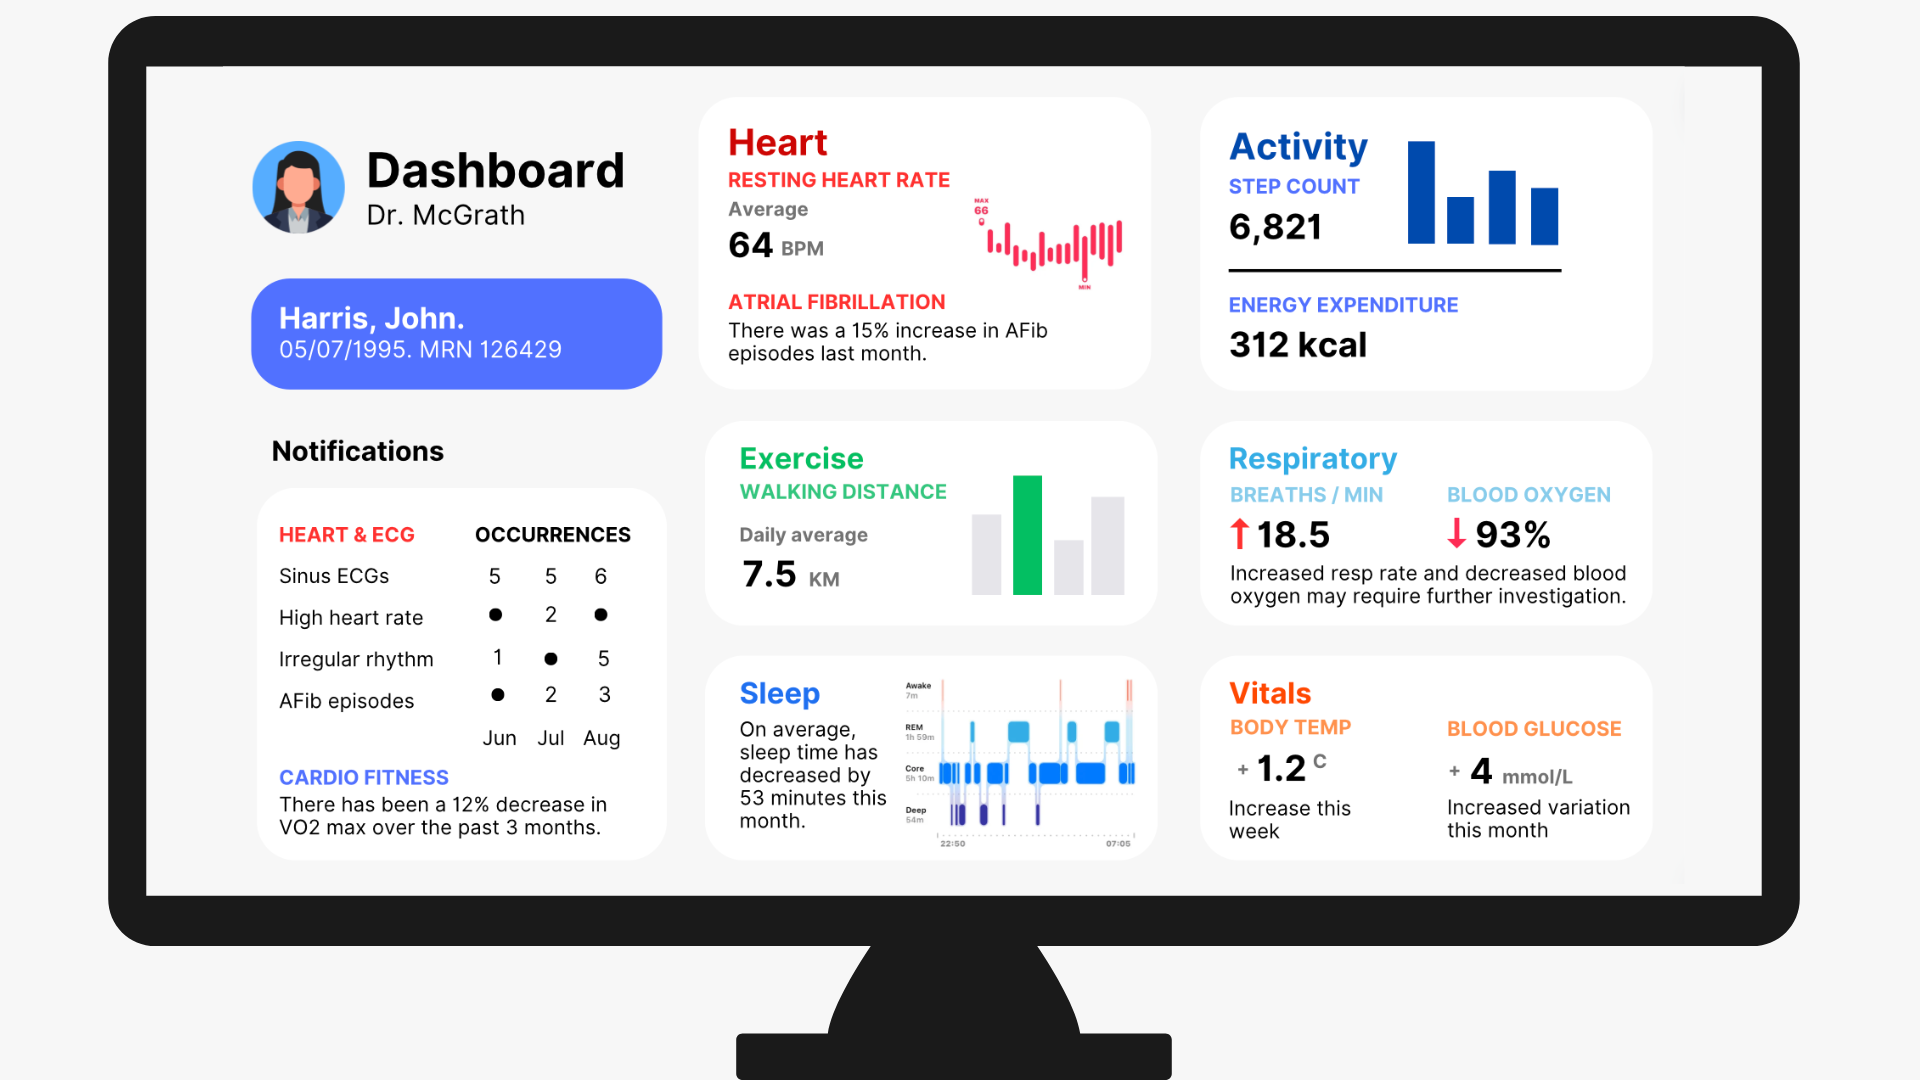 Dashboard
Dr. McGrath
Harris, John.
05/07/1995. MRN 126429
Notifications
HEART & ECG OCCURRENCES
Sinus ECGs 5 5 6
High heart rate ● 2 ●
Irregular rhythm 1 ● 5
AFib episodes ● 2 3
Jun Jul Aug
CARDIO FITNESS
There has been a 12% decrease in
VO2 max over the past 3 months.
Heart
RESTING HEART RATE
Average
64 BPM
MAX
66
MIN
ATRIAL FIBRILLATION
There was a 15% increase in AFib
episodes last month.
Activity
STEP COUNT
6,821
ENERGY EXPENDITURE
312 kcal
Exercise
WALKING DISTANCE
Daily average
7.5 KM
Respiratory
BREATHS / MIN BLOOD OXYGEN
↑ 18.5 ↓ 93%
Increased resp rate and decreased blood
oxygen may require further investigation.
Sleep
On average,
sleep time has
decreased by
53 minutes this
month.
Awake
7m
REM
1h 59m
Core
5h 10m
Deep
54m
22:50 07:05
Vitals
BODY TEMP
+ 1.2 C
Increase this
week
BLOOD GLUCOSE
+ 4 mmol/L
Increased variation
this month